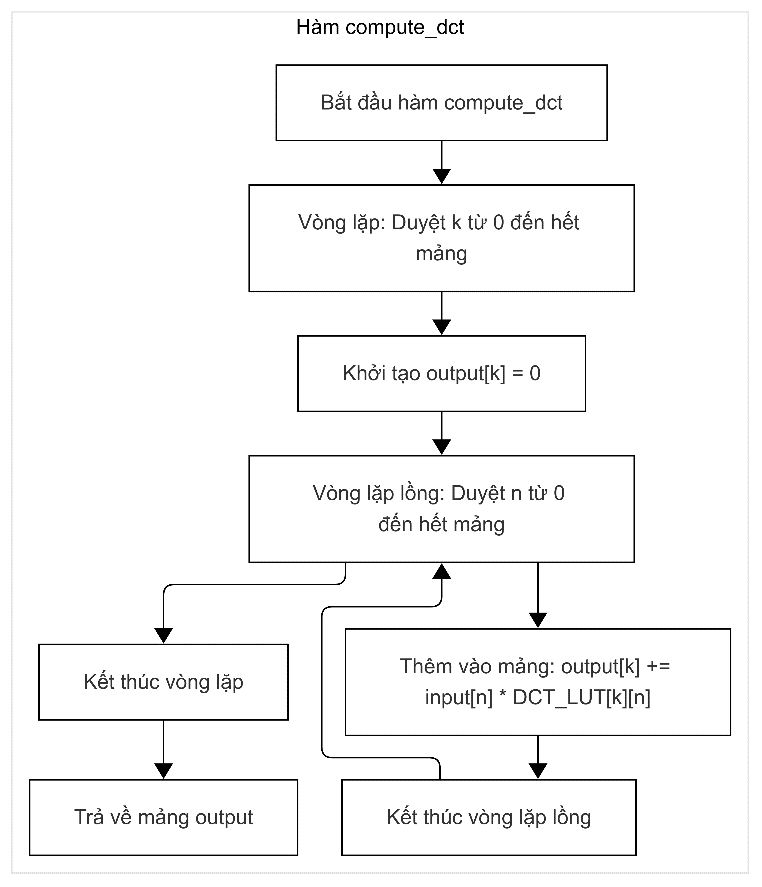 Hàm compute_dct
Bắt đầu hàm compute_dct
Vòng lặp: Duyệt k từ 0 đến hết
mảng
Khởi tạo output[k] = 0
Vòng lặp lồng: Duyệt n từ 0
đến hết mảng
Kết thúc vòng lặp
Thêm vào mảng: output[k] +=
input[n] * DCT_LUT[k][n]
Trả về mảng output
Kết thúc vòng lặp lồng